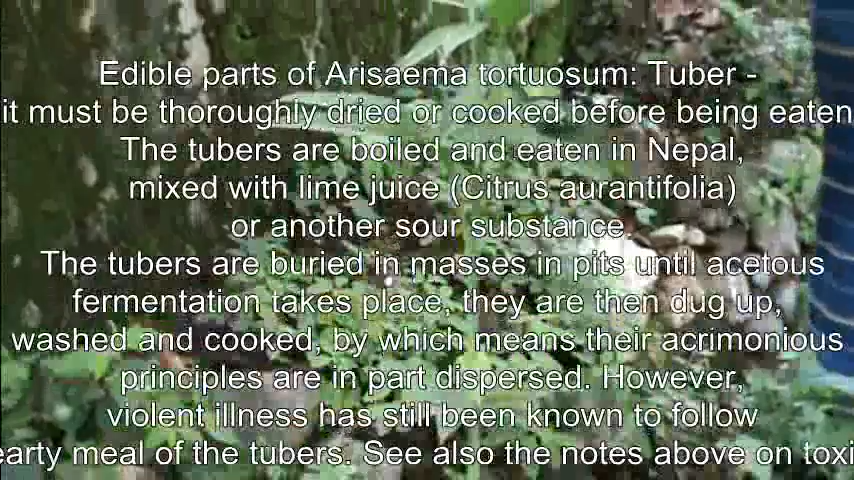 Edible parts of Arisaema tortuosum: Tuber -
it must be thoroughly dried or cooked before being eaten
The tubers are boiled and eaten in Nepal,
mixed with lime juice (Citrus aurantifolia)
or another sour substance.
The tubers are buried in masses in pits until acetous
fermentation takes place, they are then dug up,
washed and cooked, by which means their acrimonious
principles are in part dispersed. However,
violent illness has still been known to follow
earty meal of the tubers. See also the notes above on toxi